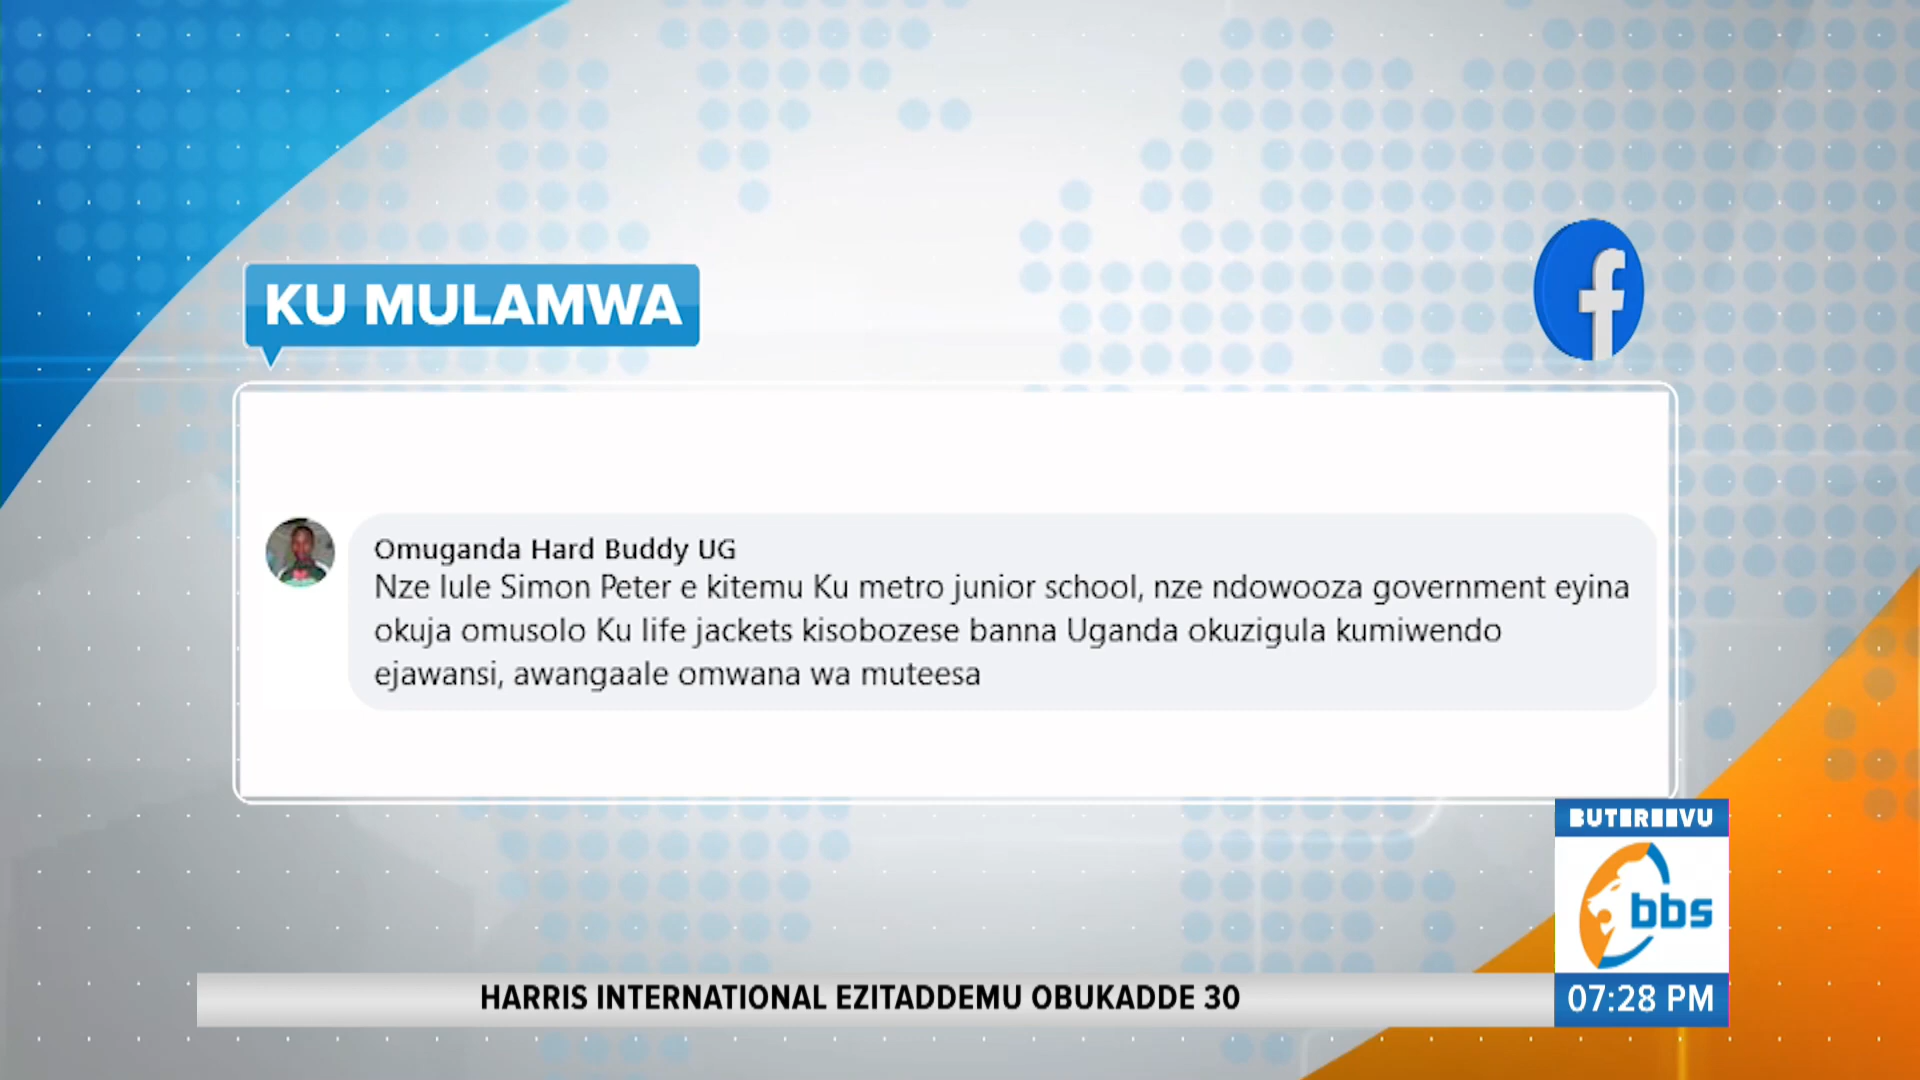 KU MULAMWA
Omuganda Hard Buddy UG
Nze lule Simon Peter e kitemu Ku metro junior school, nze ndowooza government eyina
okuja omusolo Ku life jackets kisobozese banna Uganda okuzigula kumiwendo
ejawansi, awangaale omwana wa muteesa
BUTEREEVU
bbs
HARRIS INTERNATIONAL EZITADDEMU OBUKADDE 30
07:28 PM